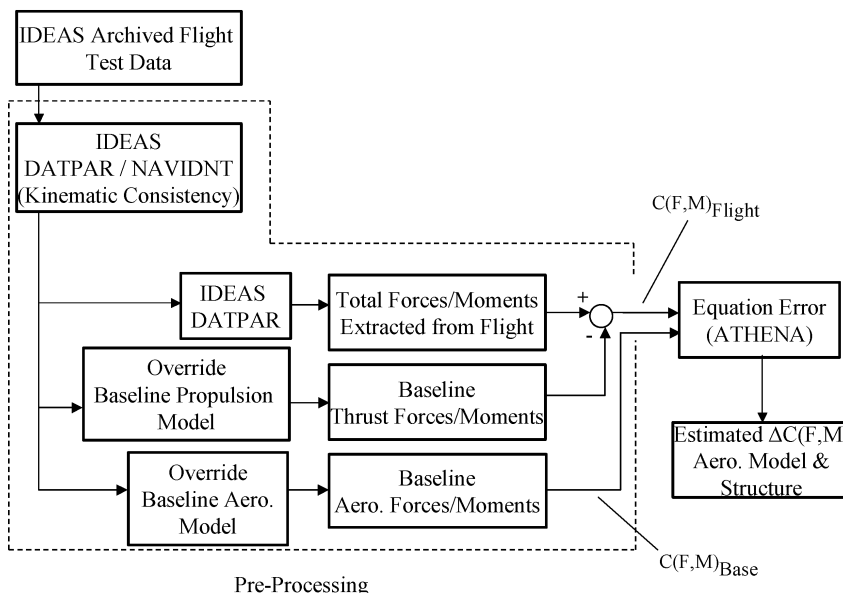 IDEAS Archived Flight
Test Data
IDEAS
DATPAR / NAVIDNT
(Kinematic Consistency)
C(F,M)Flight
IDEAS
DATPAR
Total Forces/Moments
Extracted from Flight
+
-
Equation Error
(ATHENA)
Override
Baseline Propulsion
Model
Baseline
Thrust Forces/Moments
Estimated ΔC(F,M)
Aero. Model &
Structure
Override
Baseline Aero.
Model
Baseline
Aero. Forces/Moments
C(F,M)Base
Pre-Processing